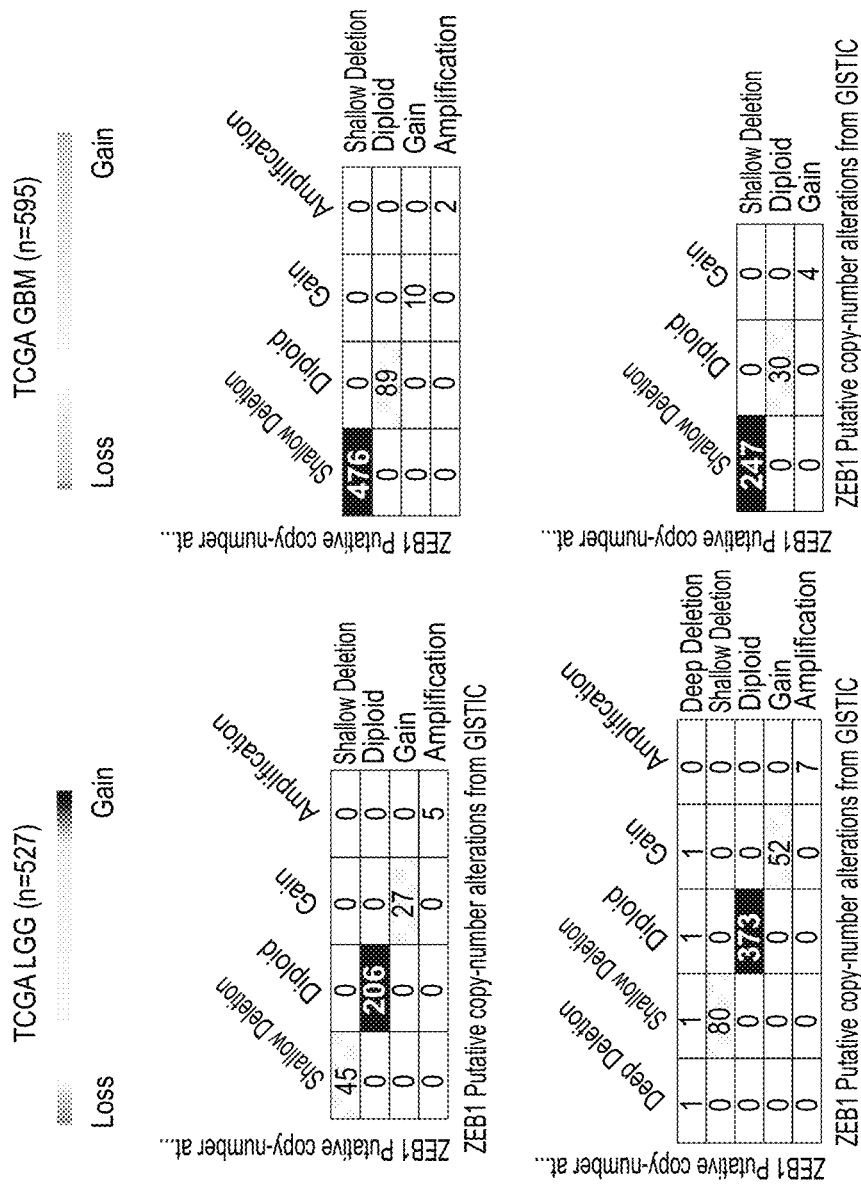 TCGA LGG (n=527)
Loss
Gain
Shallow Deletion
Diploid
Gain
Amplification
45 0 0 0 Shallow Deletion
0 206 0 0 Diploid
0 0 27 0 Gain
0 0 0 5 Amplification
ZEB1 Putative copy-number at...
ZEB1 Putative copy-number alterations from GISTIC
Deep Deletion
Shallow Deletion
Diploid
Gain
Amplification
1 1 1 1 0 Deep Deletion
0 80 0 0 0 Shallow Deletion
0 0 373 0 0 Diploid
0 0 0 52 0 Gain
0 0 0 0 7 Amplification
ZEB1 Putative copy-number at...
ZEB1 Putative copy-number alterations from GISTIC
TCGA GBM (n=595)
Loss
Gain
Shallow Deletion
Diploid
Gain
Amplification
476 0 0 0 Shallow Deletion
0 89 0 0 Diploid
0 0 10 0 Gain
0 0 0 2 Amplification
ZEB1 Putative copy-number at...
Shallow Deletion
Diploid
Gain
247 0 0 Shallow Deletion
0 30 0 Diploid
0 0 4 Gain
ZEB1 Putative copy-number at...
ZEB1 Putative copy-number alterations from GISTIC